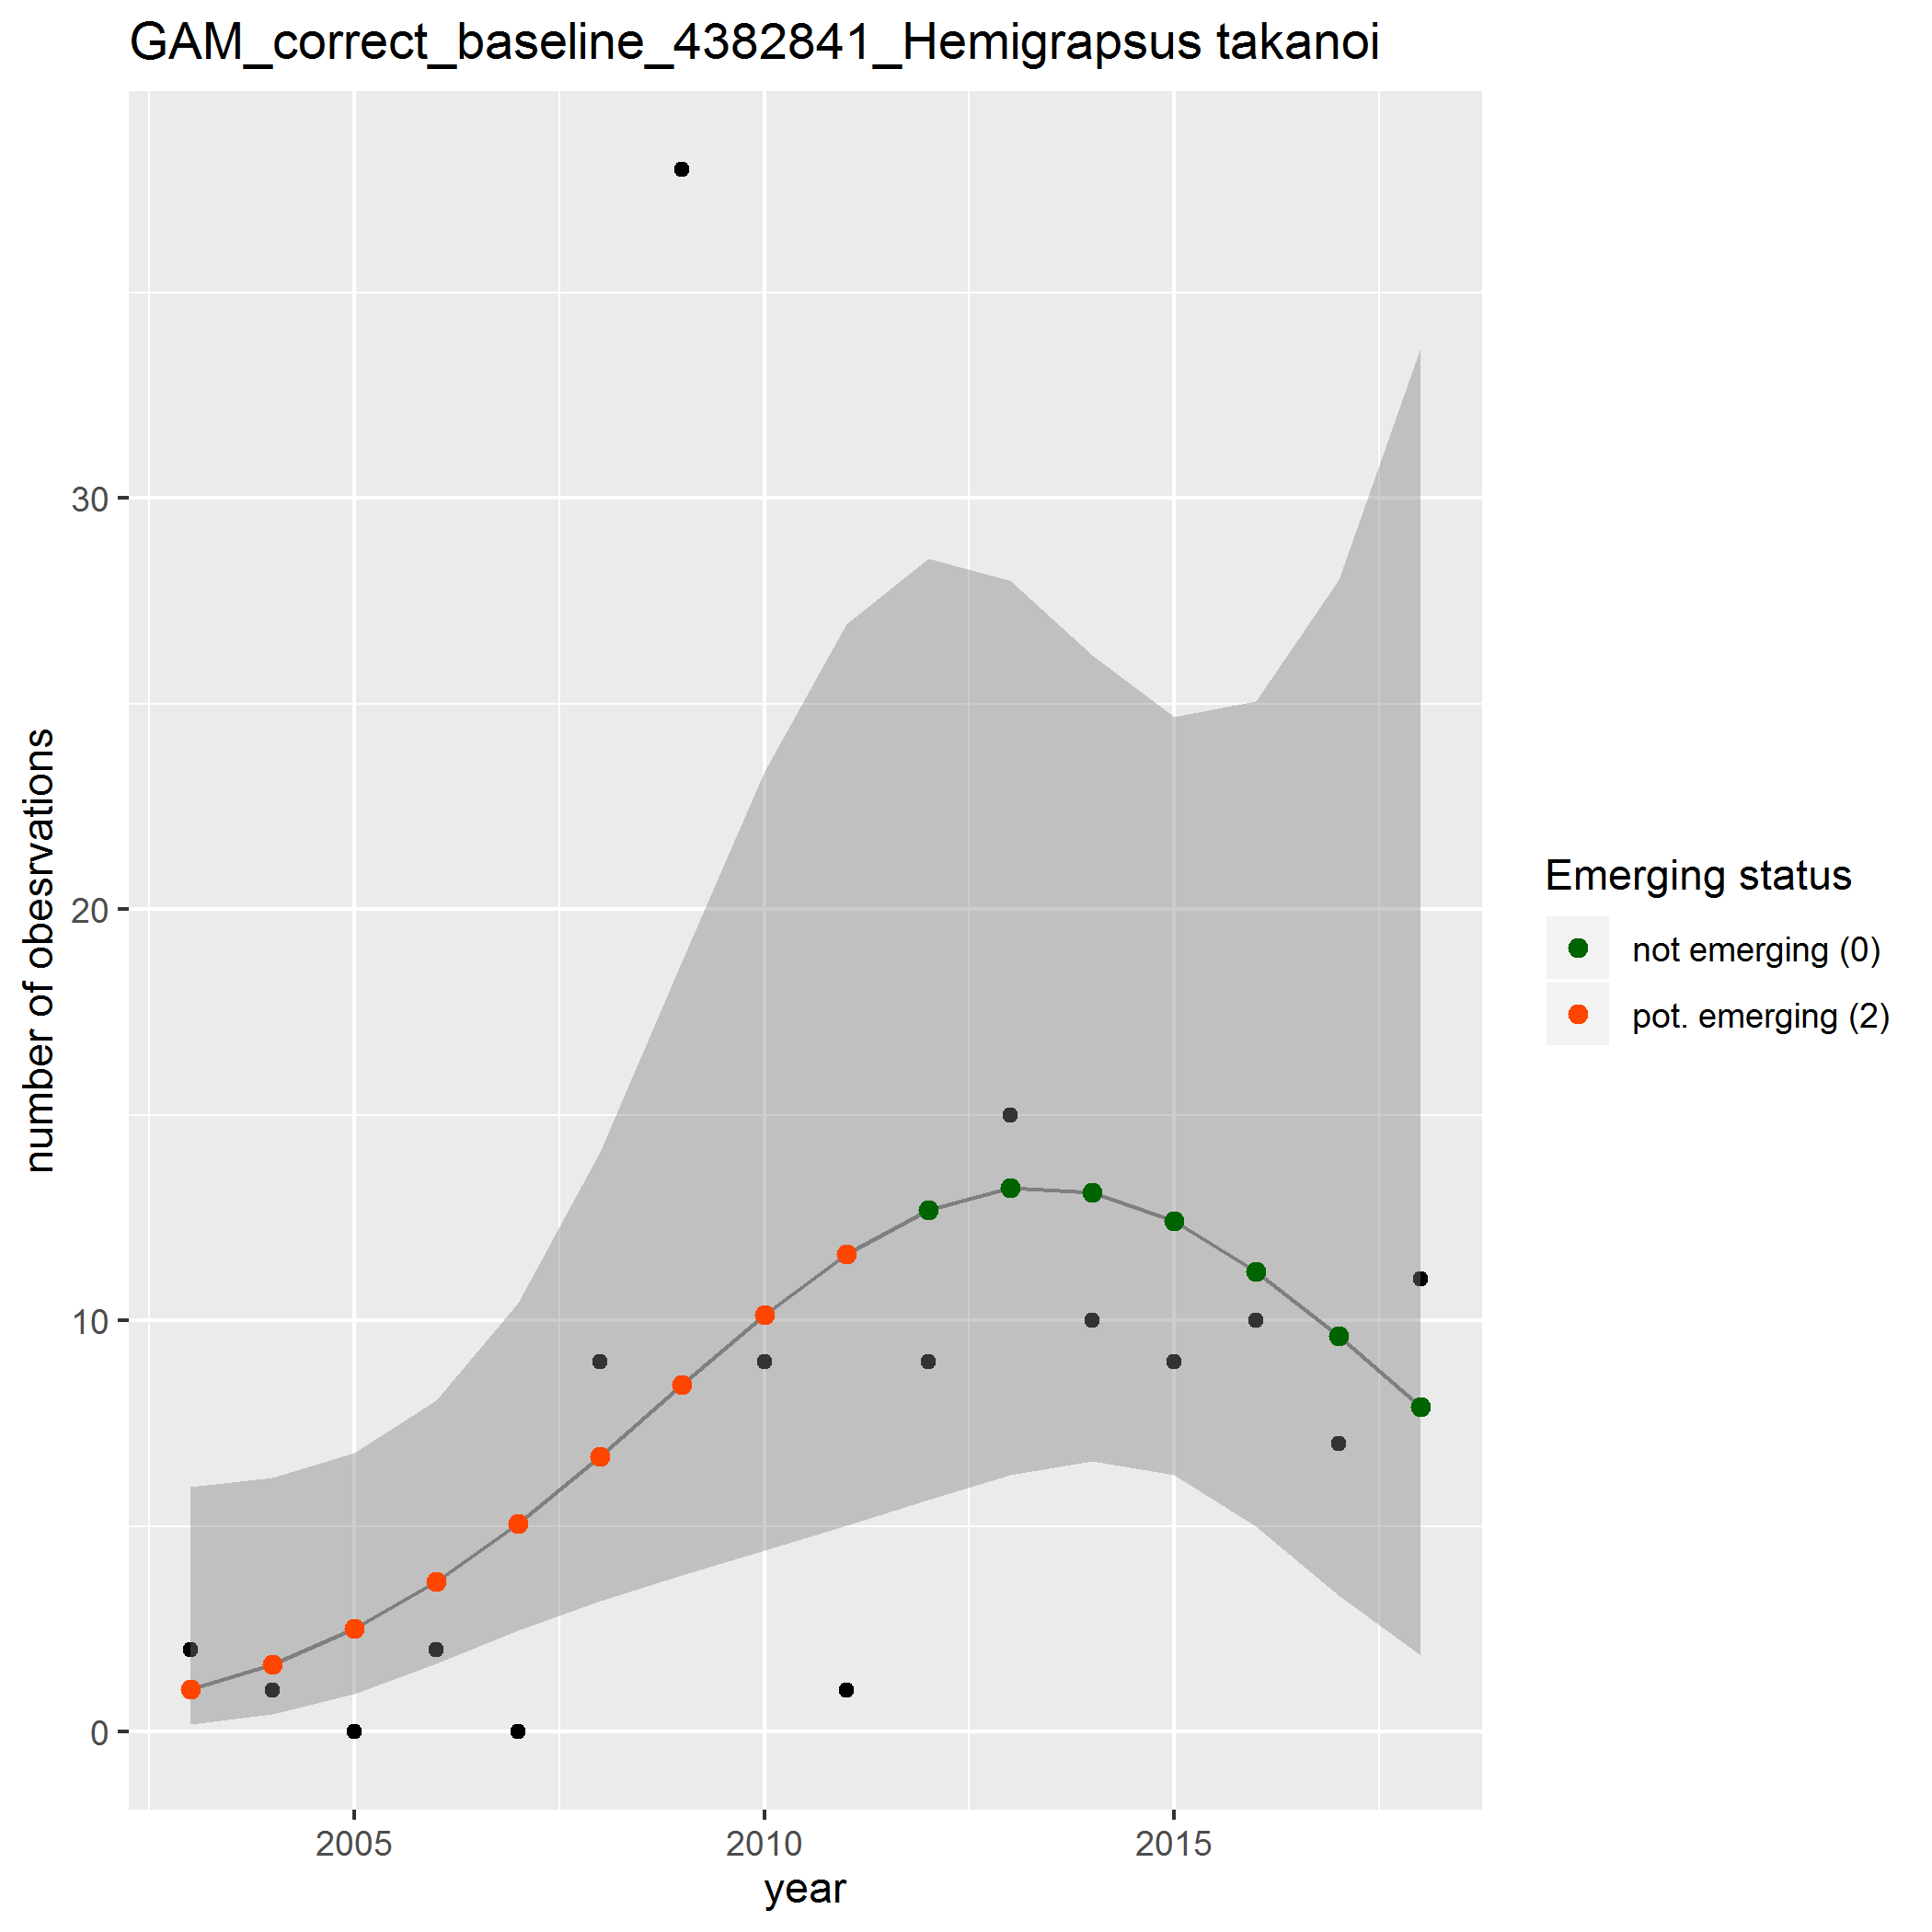 GAM_correct_baseline_4382841_Hemigrapsus takanoi
number of obesrvations
30
20
10
0
2005
2010
2015
year
Emerging status
not emerging (0)
pot. emerging (2)